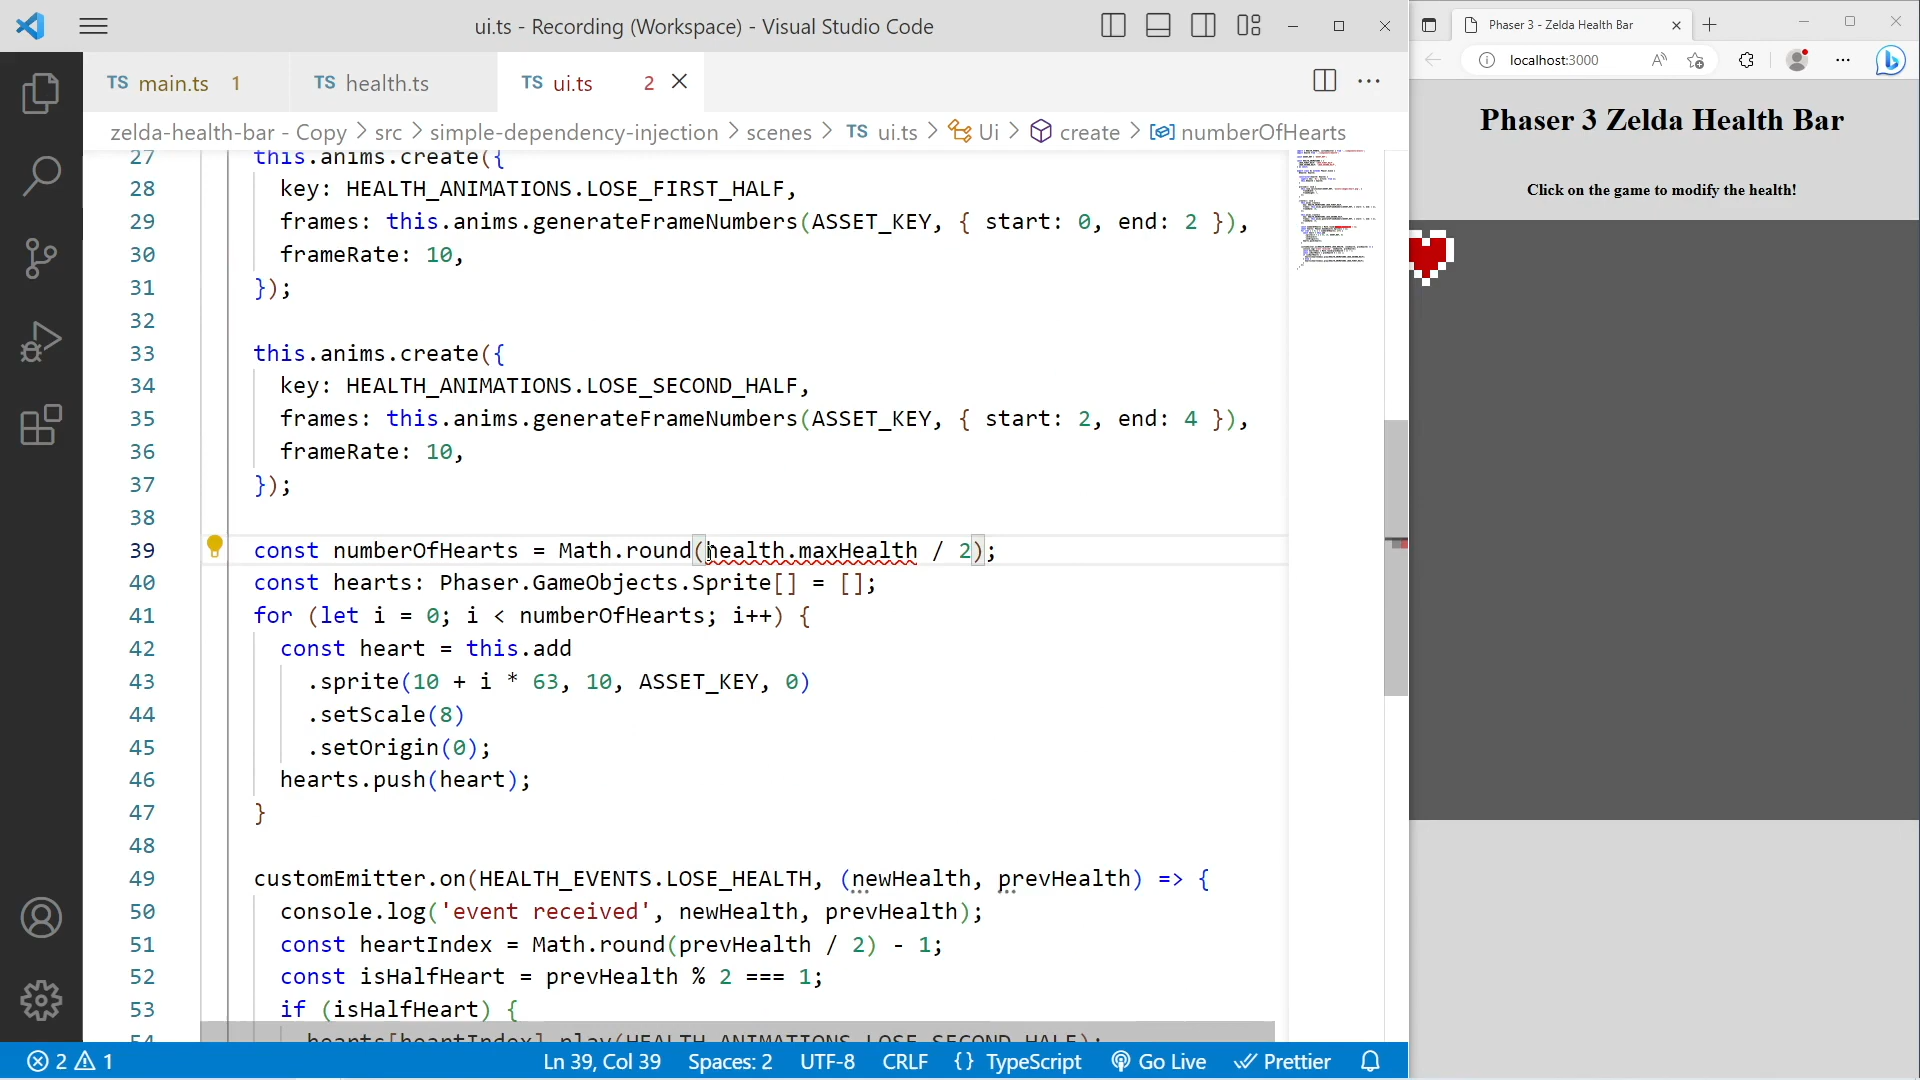 ui.ts - Recording (Workspace) - Visual Studio Code
TS main.ts 1
TS health.ts
TS ui.ts 2
zelda-health-bar - Copy > src > simple-dependency-injection > scenes > TS ui.ts > Ui > create > numberOfHearts
27 this.anims.create({
28 key: HEALTH_ANIMATIONS.LOSE_FIRST_HALF,
29 frames: this.anims.generateFrameNumbers(ASSET_KEY, { start: 0, end: 2 }),
30 frameRate: 10,
31 });
32
33 this.anims.create({
34 key: HEALTH_ANIMATIONS.LOSE_SECOND_HALF,
35 frames: this.anims.generateFrameNumbers(ASSET_KEY, { start: 2, end: 4 }),
36 frameRate: 10,
37 });
38
39 const numberOfHearts = Math.round(health.maxHealth / 2);
40 const hearts: Phaser.GameObjects.Sprite[] = [];
41 for (let i = 0; i < numberOfHearts; i++) {
42 const heart = this.add
43 .sprite(10 + i * 63, 10, ASSET_KEY, 0)
44 .setScale(8)
45 .setOrigin(0);
46 hearts.push(heart);
47 }
48
49 customEmitter.on(HEALTH_EVENTS.LOSE_HEALTH, (newHealth, prevHealth) => {
50 console.log('event received', newHealth, prevHealth);
51 const heartIndex = Math.round(prevHealth / 2) - 1;
52 const isHalfHeart = prevHealth % 2 === 1;
53 if (isHalfHeart) {
54 hearts[heartIndex].play(HEALTH_ANIMATIONS.LOSE_SECOND_HALF);
2 1
Ln 39, Col 39
Spaces: 2
UTF-8
CRLF
{} TypeScript
Go Live
Prettier
Phaser 3 - Zelda Health Bar
localhost:3000
Phaser 3 Zelda Health Bar
Click on the game to modify the health!